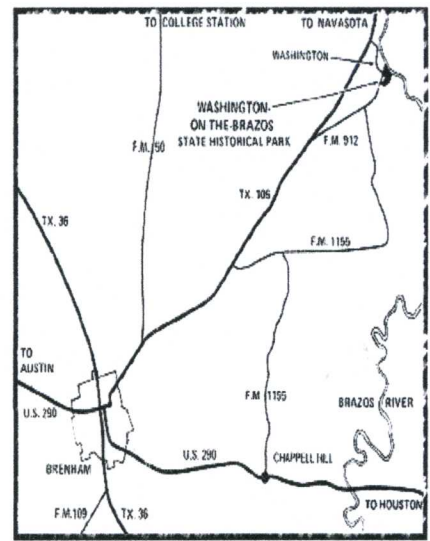 TO COLLEGE STATION
TO NAVASOTA
WASHINGTON
WASHINGTON-
ON THE-BRAZOS
STATE HISTORICAL PARK
F.M. 50
F.M. 912
TX. 36
TX. 105
F.M. 1155
TO
AUSTIN
U.S. 290
F.M. 1155
BRAZOS RIVER
BRENHAM
U.S. 290
CHAPPELL HILL
F.M.109
TX. 36
TO HOUSTON